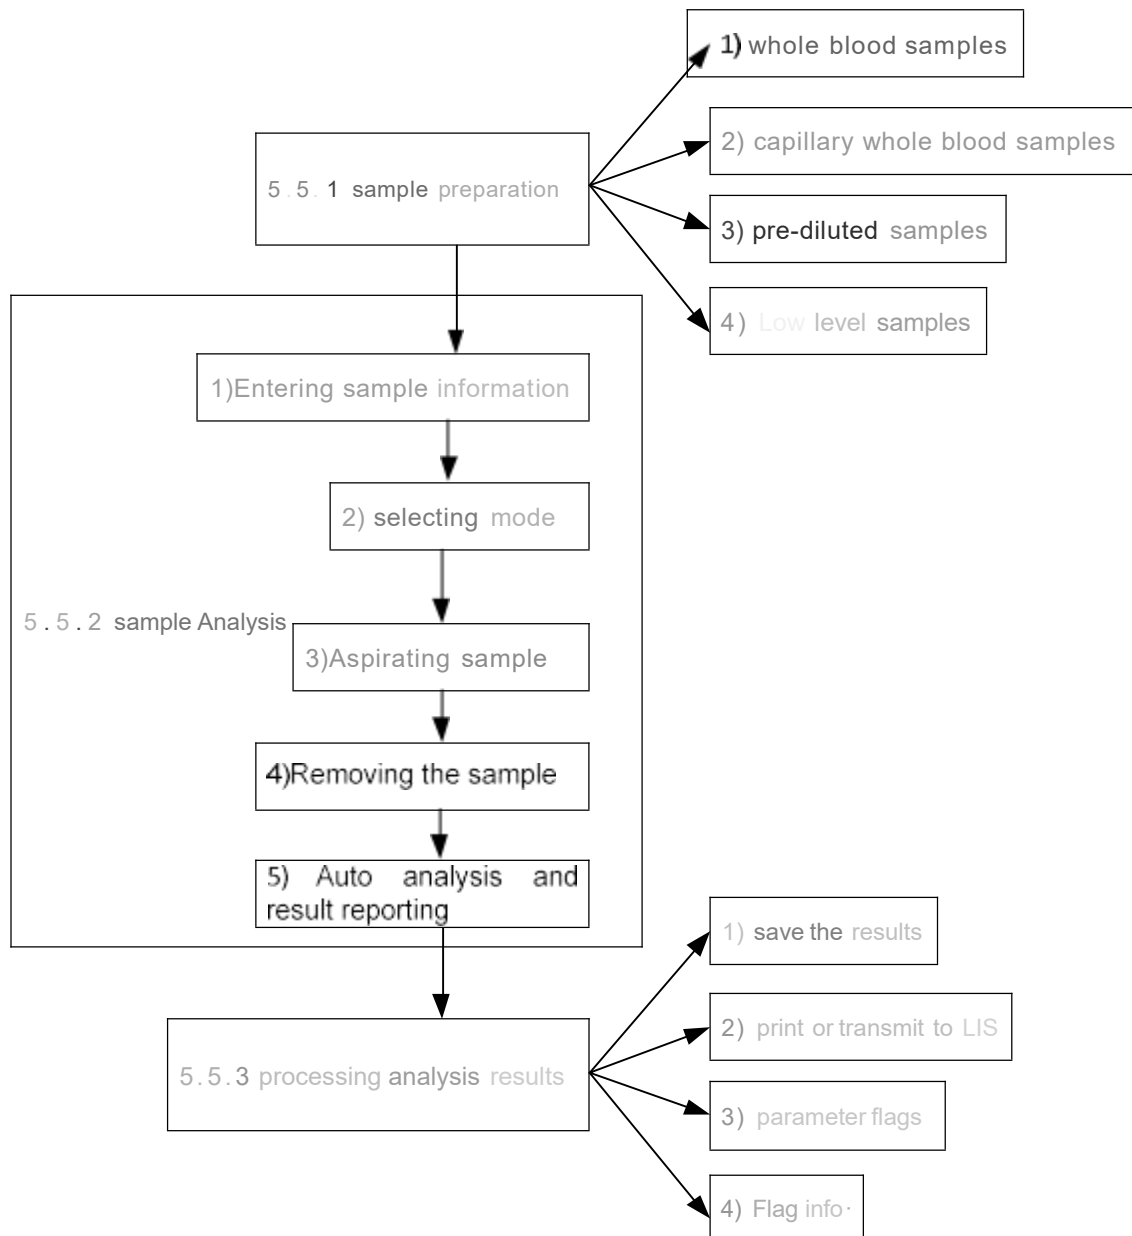 1) whole blood samples
2) capillary whole blood samples
5.5.1 sample preparation
3) pre-diluted samples
4) Low level samples
1)Entering sample information
2) selecting mode
5.5.2 sample Analysis
3)Aspirating sample
4)Removing the sample
5) Auto analysis and
result reporting
1) save the results
2) print or transmit to LIS
5.5.3 processing analysis results
3) parameter flags
4) Flag info·